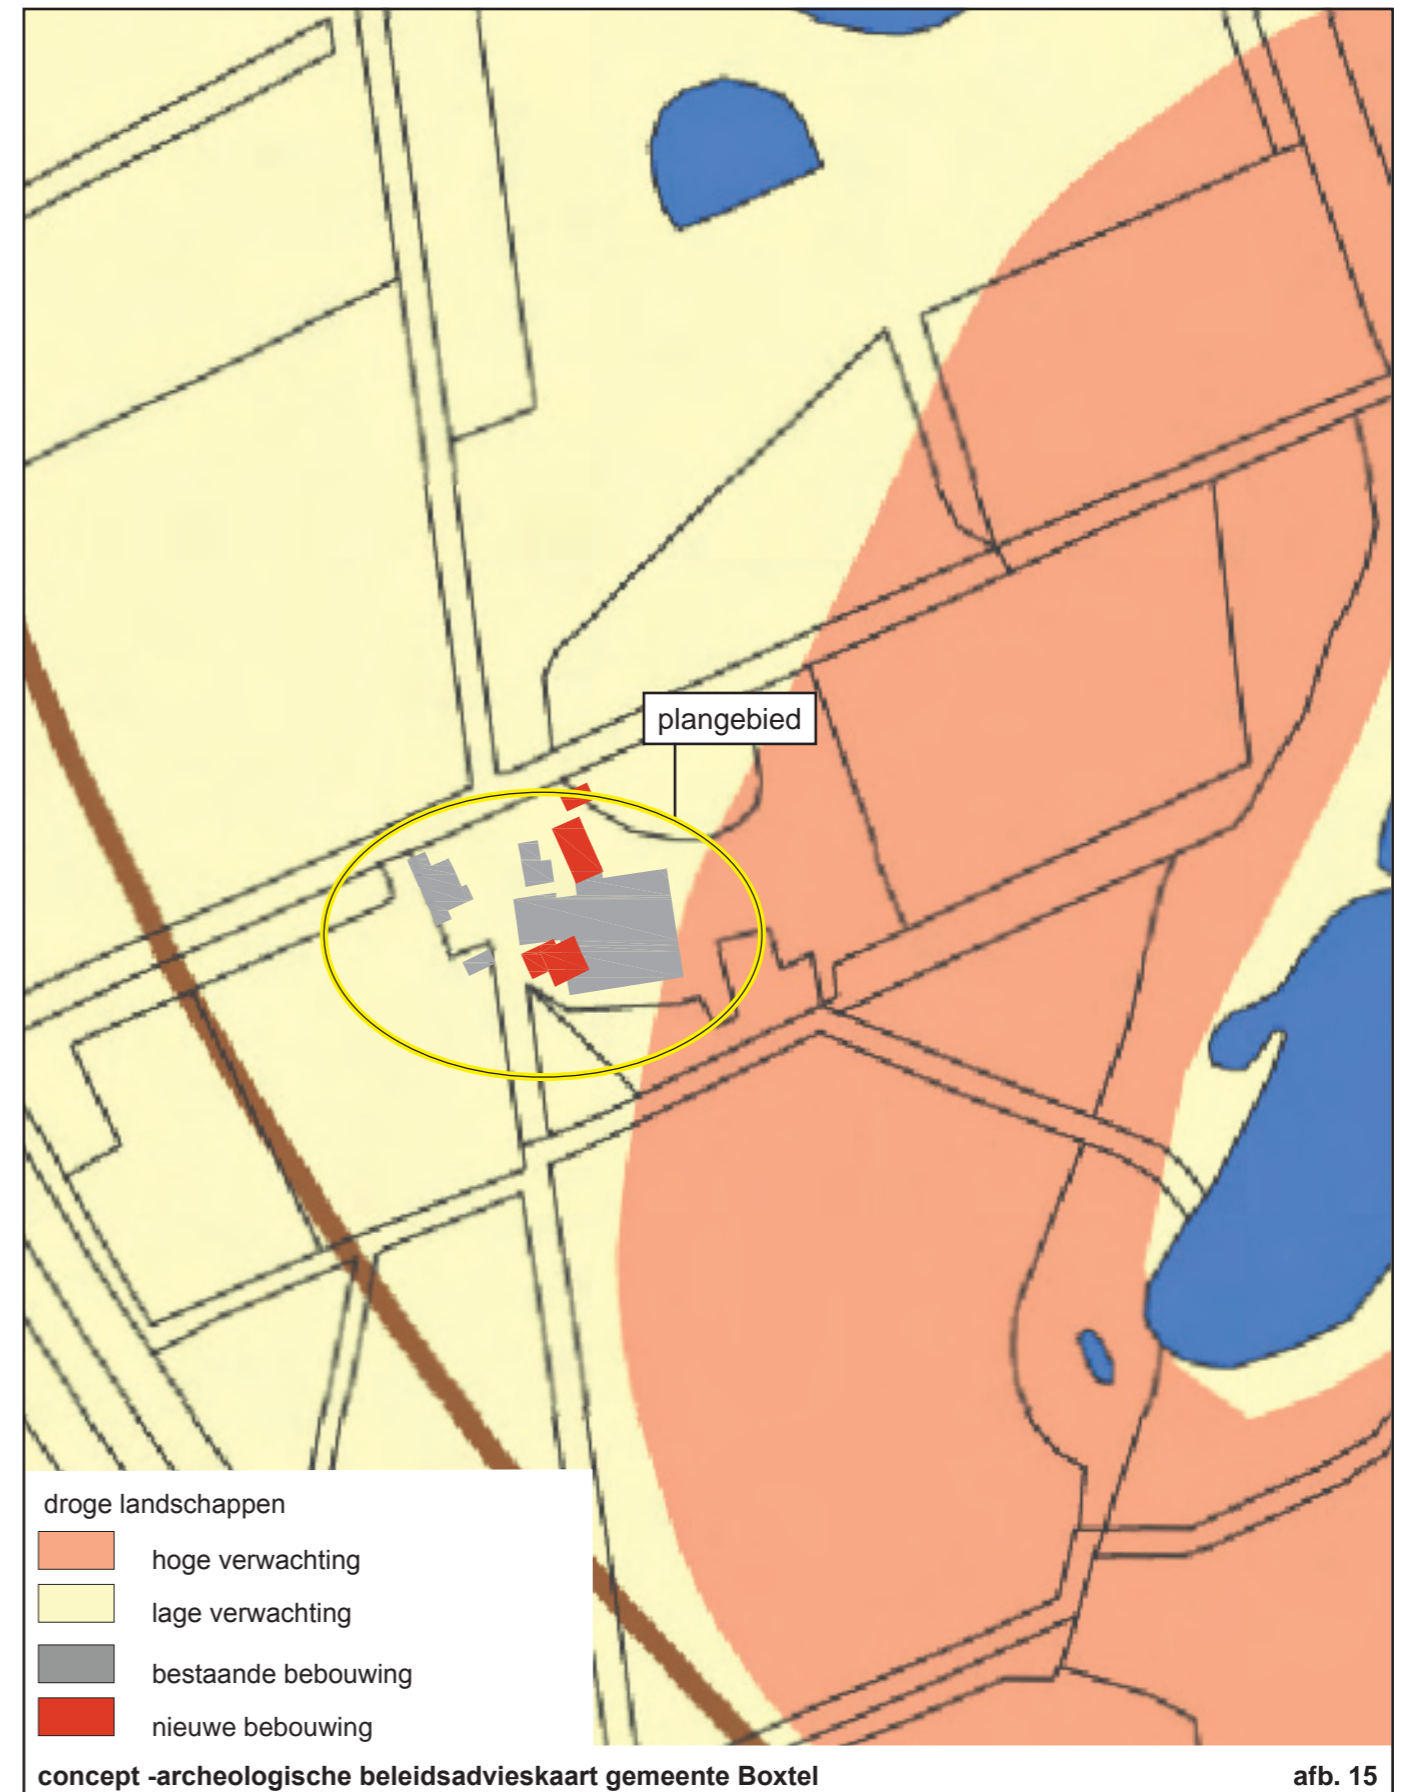 plangebied
droge landschappen
hoge verwachting
lage verwachting
bestaande bebouwing
nieuwe bebouwing
concept -archeologische beleidsadvieskaart gemeente Boxtel afb. 15